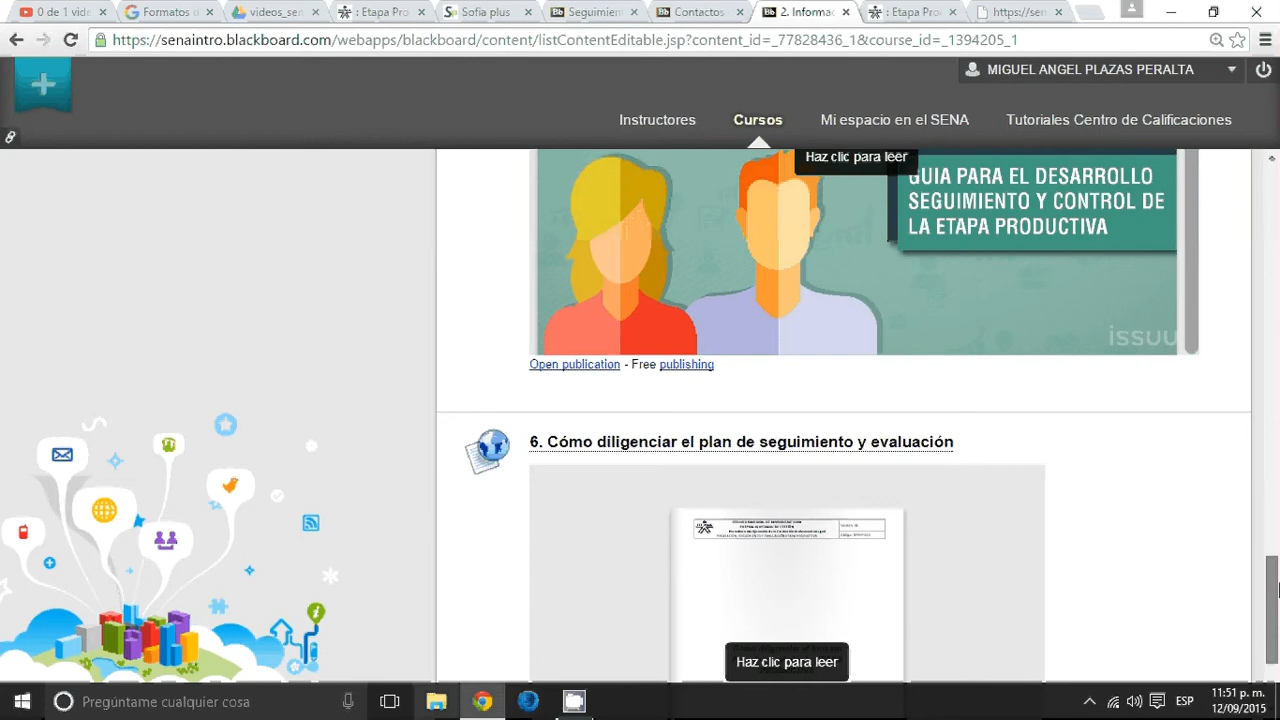 0 de 1 vide
Formatos d
videos_sen
: Etapa Pro
Sofia plus
Seguimien
Contactos
2. Informa
: Etapa Pro
https://sen
https://senaintro.blackboard.com/webapps/blackboard/content/listContentEditable.jsp?content_id=_77828436_1&course_id=_1394205_1
MIGUEL ANGEL PLAZAS PERALTA
Instructores
Cursos
Mi espacio en el SENA
Tutoriales Centro de Calificaciones
Haz clic para leer
GUIA PARA EL DESARROLLO
SEGUIMIENTO Y CONTROL DE
LA ETAPA PRODUCTIVA
issuu
Open publication - Free publishing
6. Cómo diligenciar el plan de seguimiento y evaluación
Haz clic para leer
Pregúntame cualquier cosa
ESP
11:51 p. m.
12/09/2015